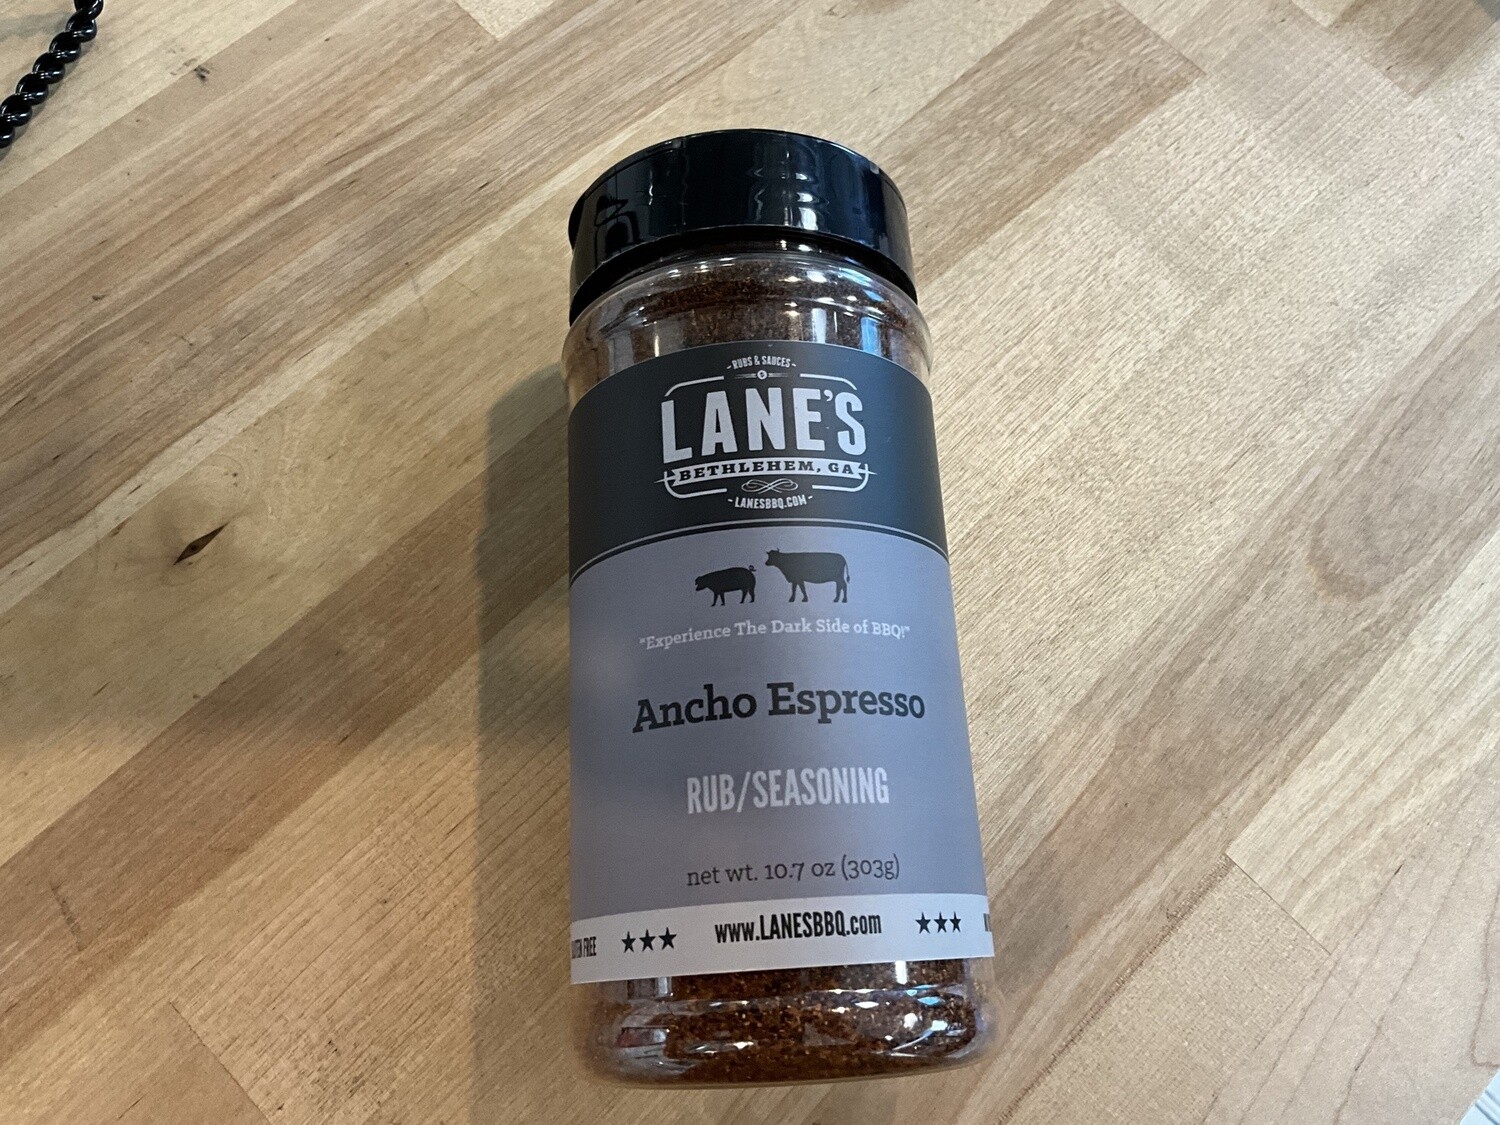 -RUBS & SAUCES-
LANE'S
BETHLEHEM, GA
-LANESBBQ.COM-
"Experience The Dark Side of BBQ!"
Ancho Espresso
RUB/SEASONING
net wt. 10.7 oz (303g)
FREE ★★★ www.LANESBBQ.com ★★★